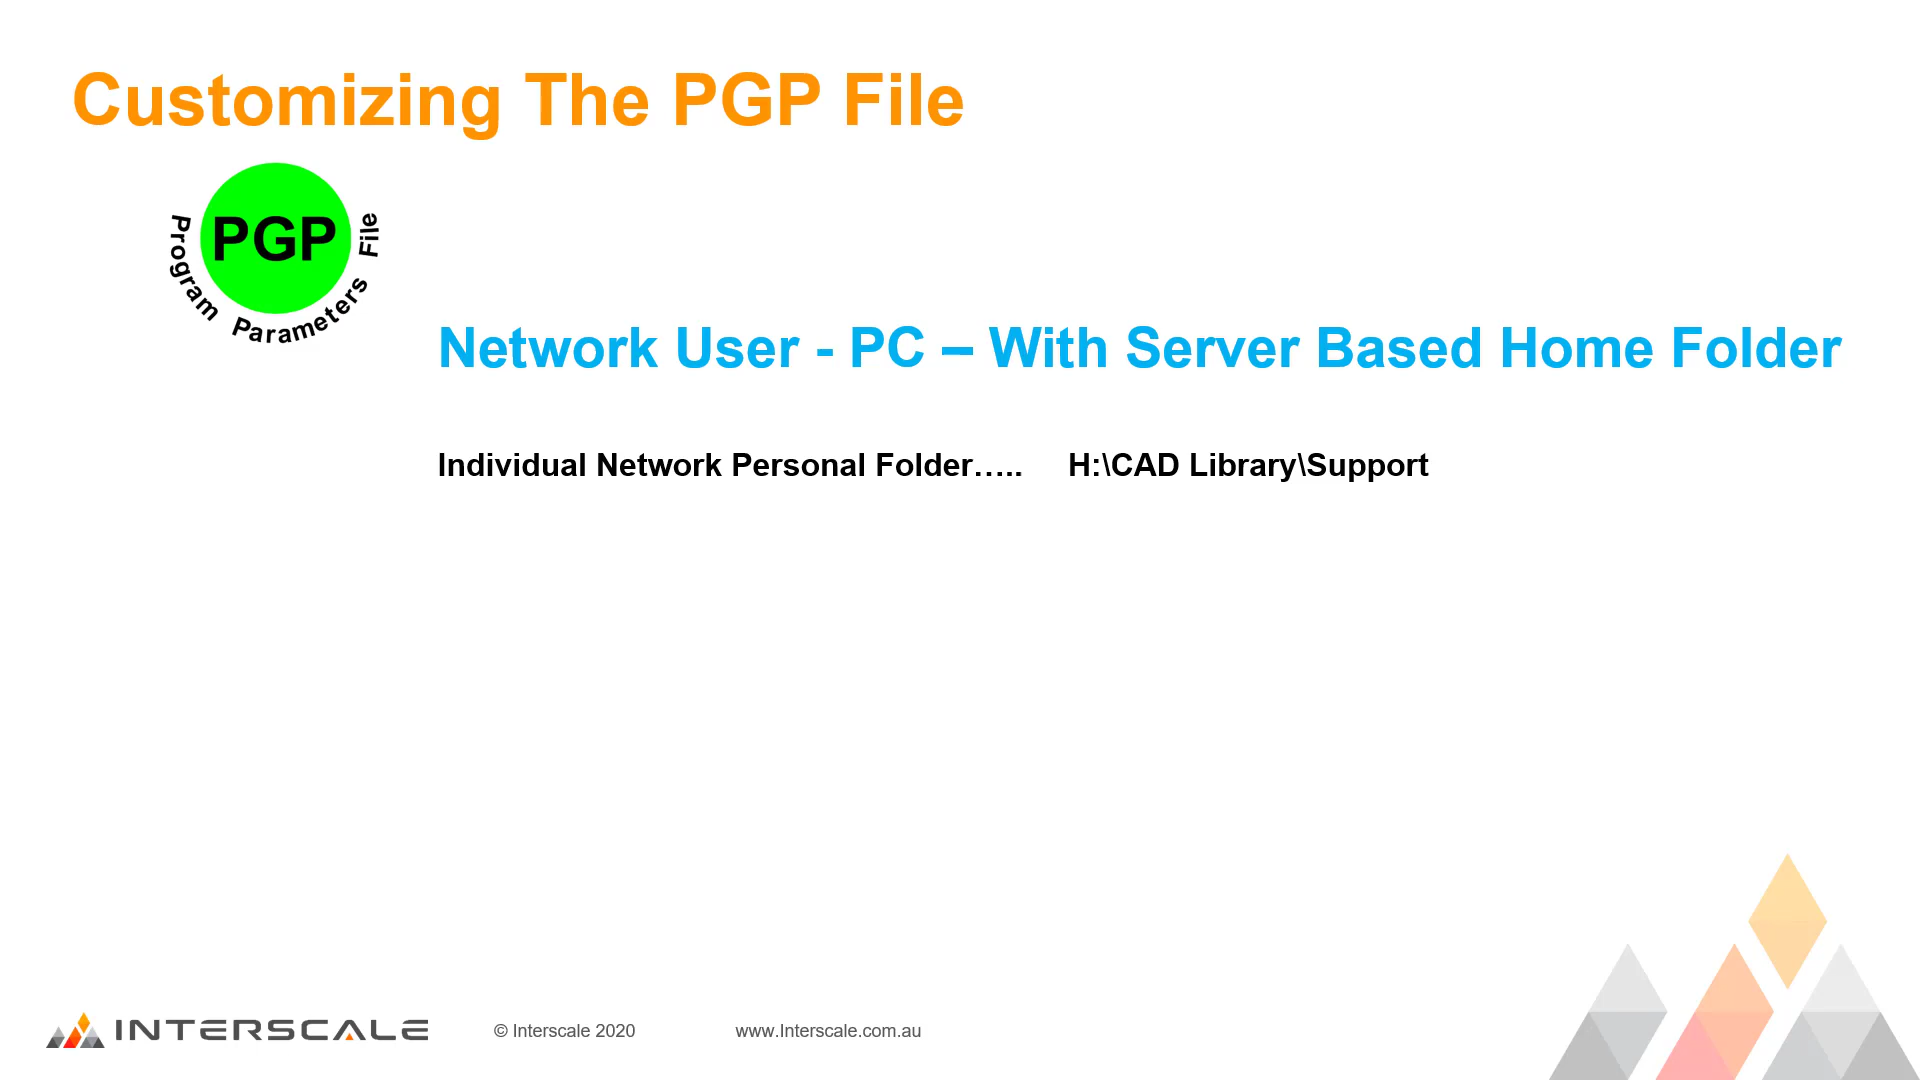 Customizing The PGP File
PGP
Program Parameters File
Network User - PC – With Server Based Home Folder
Individual Network Personal Folder….. H:\CAD Library\Support
INTERSCALE
© Interscale 2020
www.Interscale.com.au